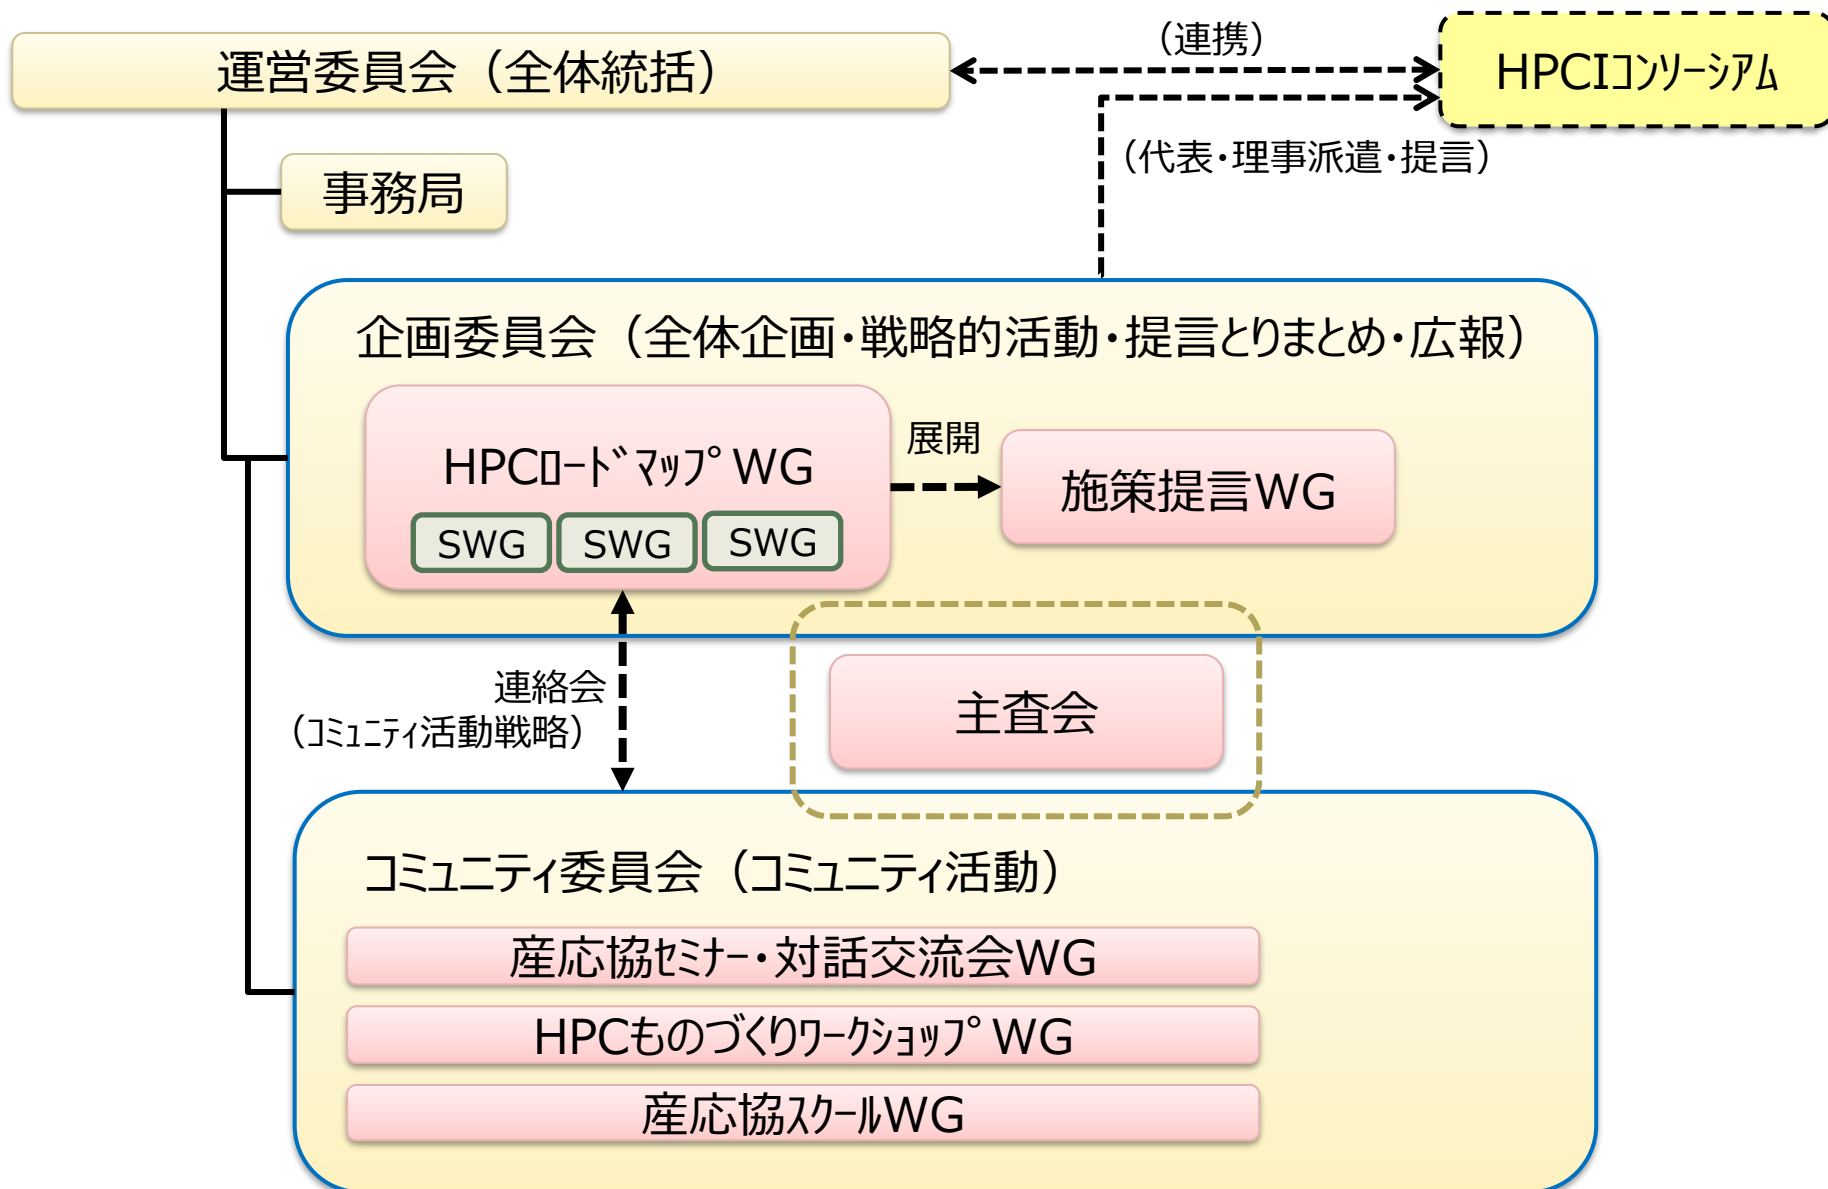 運営委員会（全体統括）
（連携）
HPCIｺﾝｿｰｼｱﾑ
（代表・理事派遣・提言）
事務局
企画委員会（全体企画・戦略的活動・提言とりまとめ・広報）
HPCﾛｰﾄﾞﾏｯﾌﾟWG
展開
施策提言WG
SWG
SWG
SWG
連絡会
（ｺﾐｭﾆﾃｨ活動戦略）
主査会
コミュニティ委員会（コミュニティ活動）
産応協ｾﾐﾅｰ・対話交流会WG
HPCものづくりﾜｰｸｼｮｯﾌﾟWG
産応協ｽｸｰﾙWG